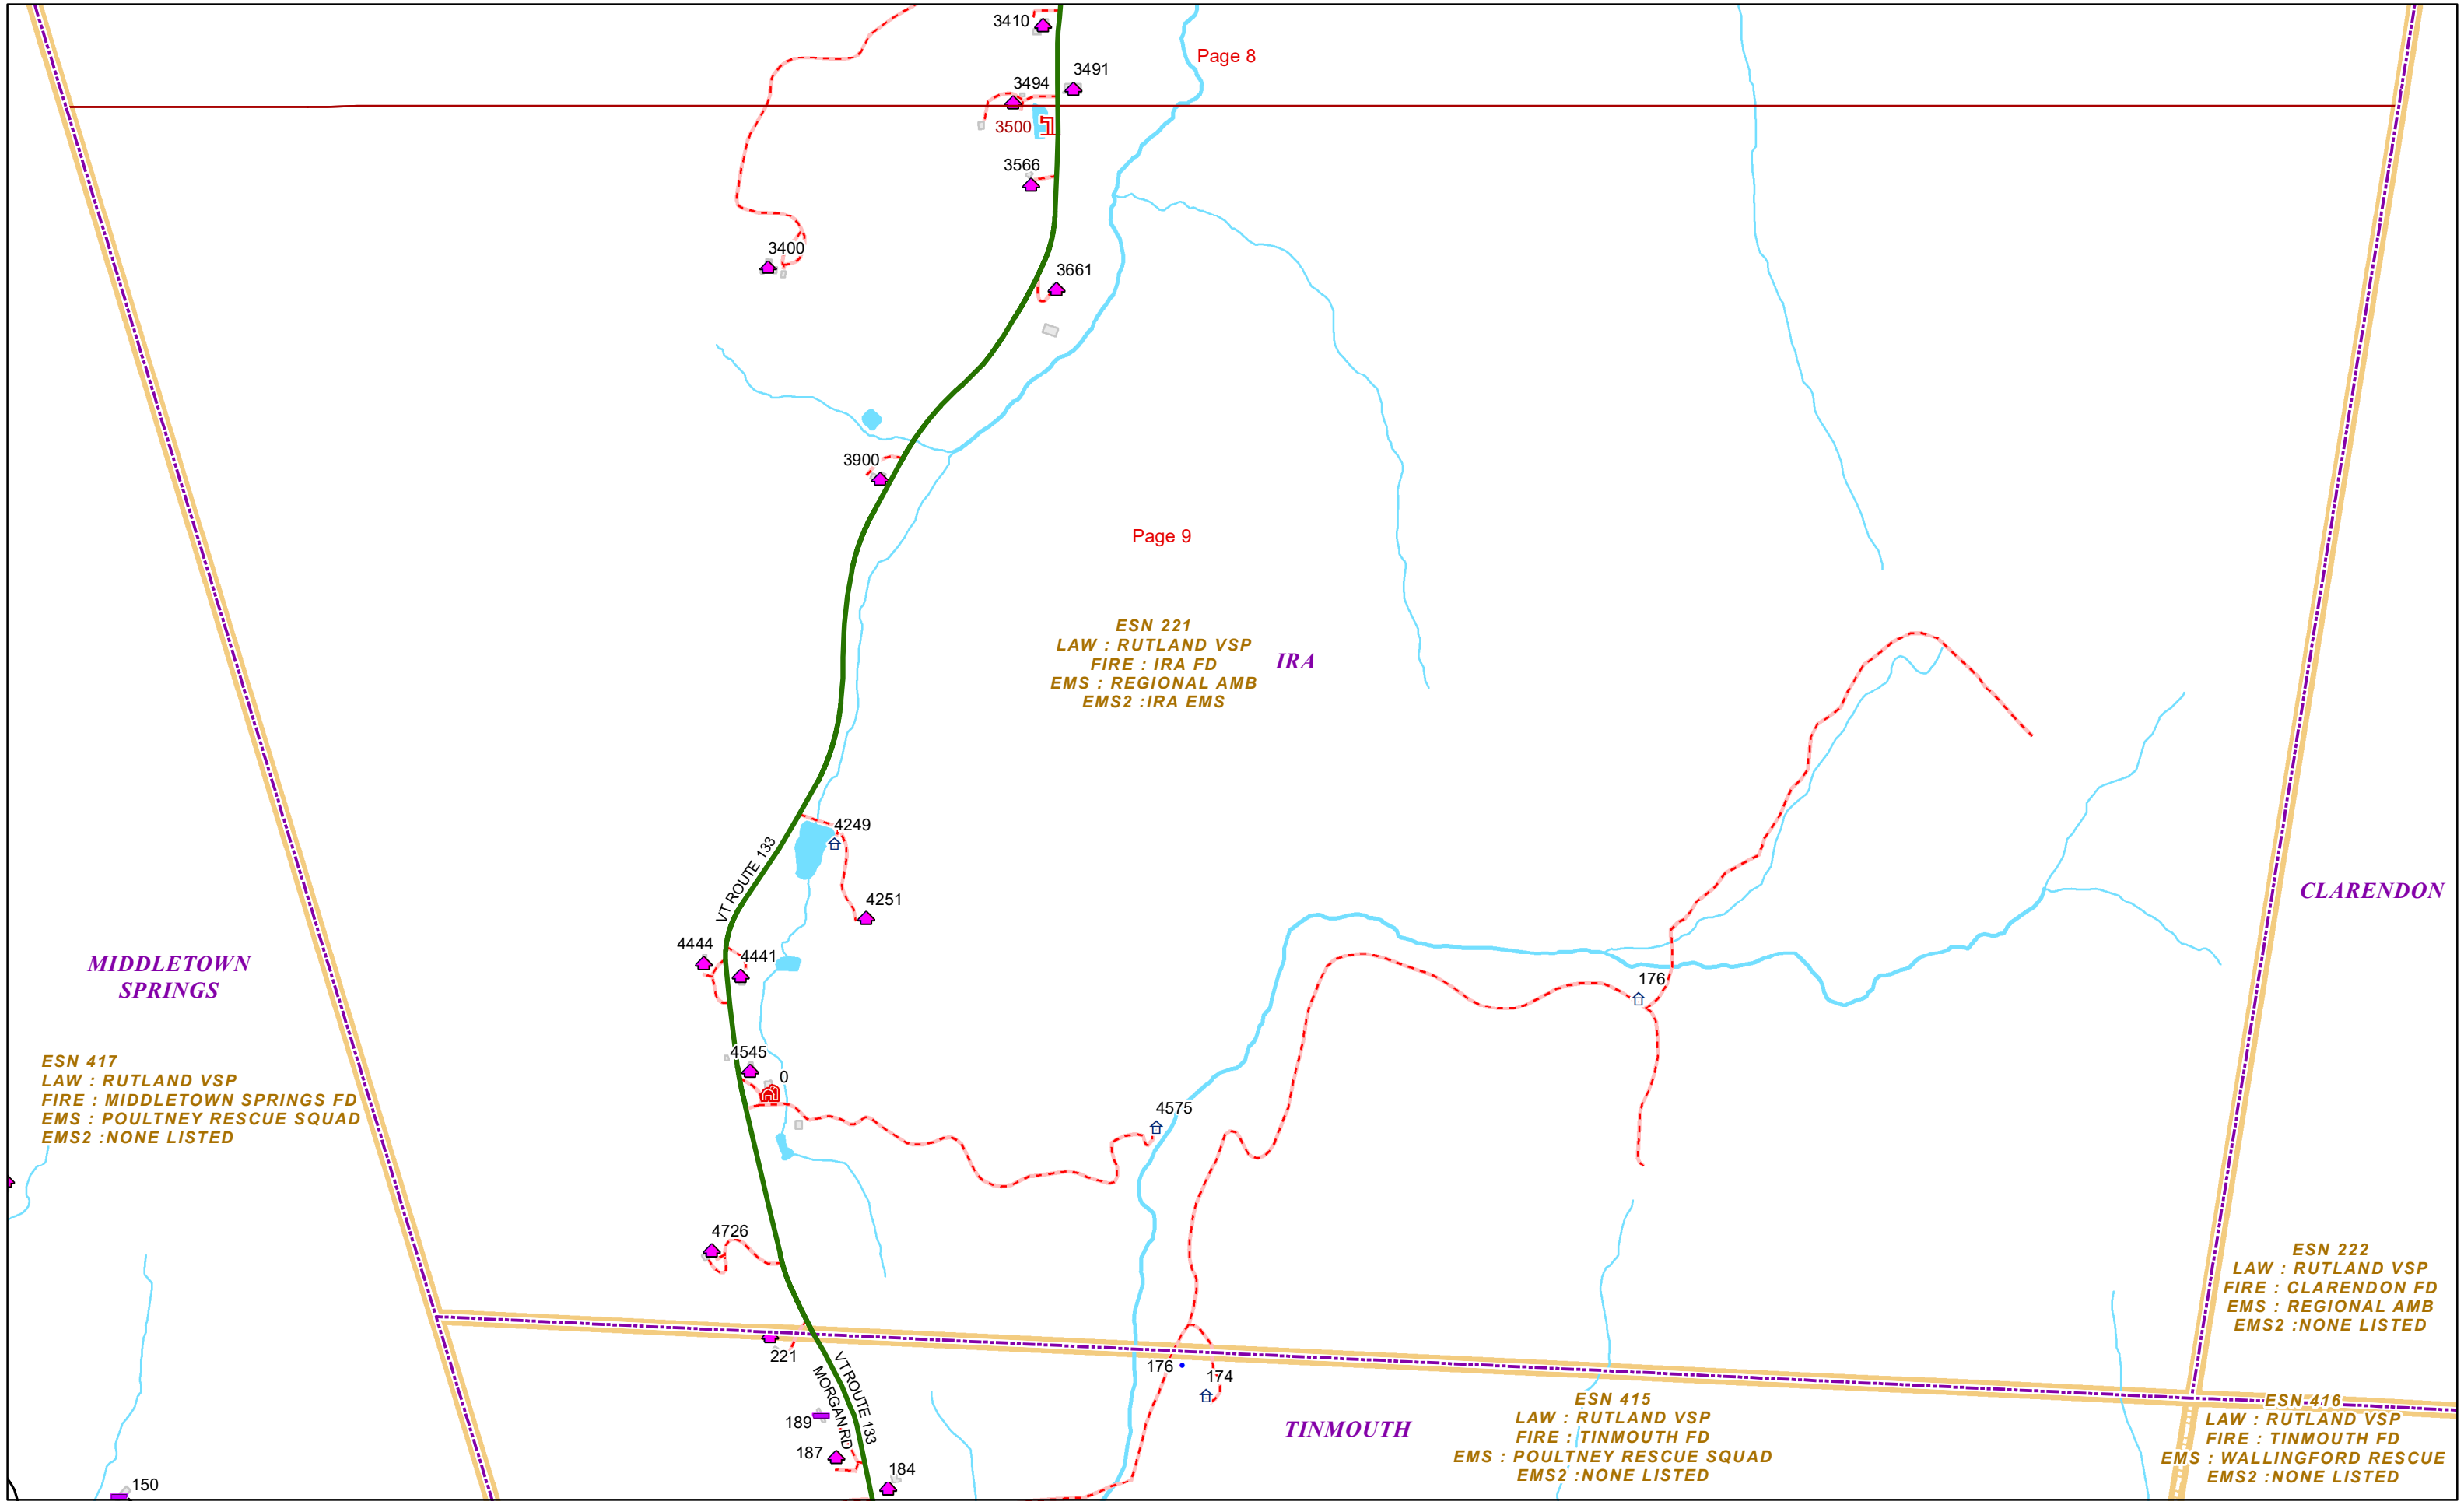 3410
Page 8
3491
3494
3500
3566
3400
3661
3900
Page 9
ESN 221
LAW : RUTLAND VSP
FIRE : IRA FD
EMS : REGIONAL AMB
EMS2 :IRA EMS
IRA
4249
VT ROUTE 133
4251
CLARENDON
4444
4441
MIDDLETOWN
SPRINGS
176
4545
0
ESN 417
LAW : RUTLAND VSP
FIRE : MIDDLETOWN SPRINGS FD
EMS : POULTNEY RESCUE SQUAD
EMS2 :NONE LISTED
4575
4726
ESN 222
LAW : RUTLAND VSP
FIRE : CLARENDON FD
EMS : REGIONAL AMB
EMS2 :NONE LISTED
221
VT ROUTE 133
MORGAN RD
176
174
189
187
184
150
TINMOUTH
ESN 415
LAW : RUTLAND VSP
FIRE : TINMOUTH FD
EMS : POULTNEY RESCUE SQUAD
EMS2 :NONE LISTED
ESN 416
LAW : RUTLAND VSP
FIRE : TINMOUTH FD
EMS : WALLINGFORD RESCUE
EMS2 :NONE LISTED